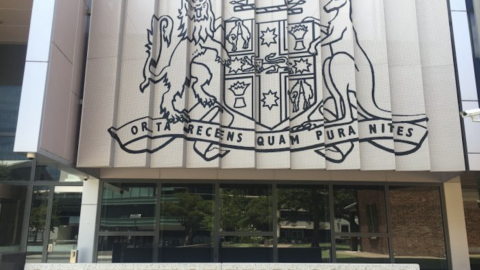 ORTA RECENS QUAM PURA NITES